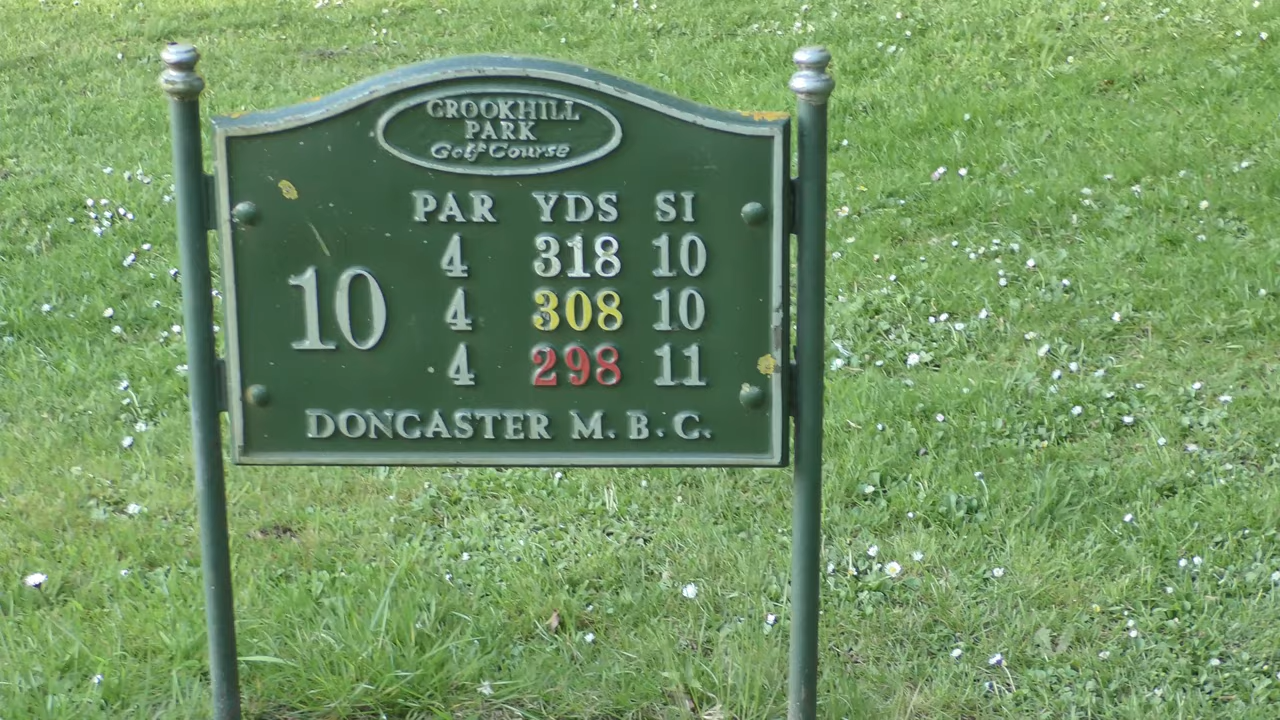 CROOKHILL
PARK
Golf Course
PAR YDS SI
4 318 10
10
4 308 10
4 298 11
DONCASTER M.B.C.